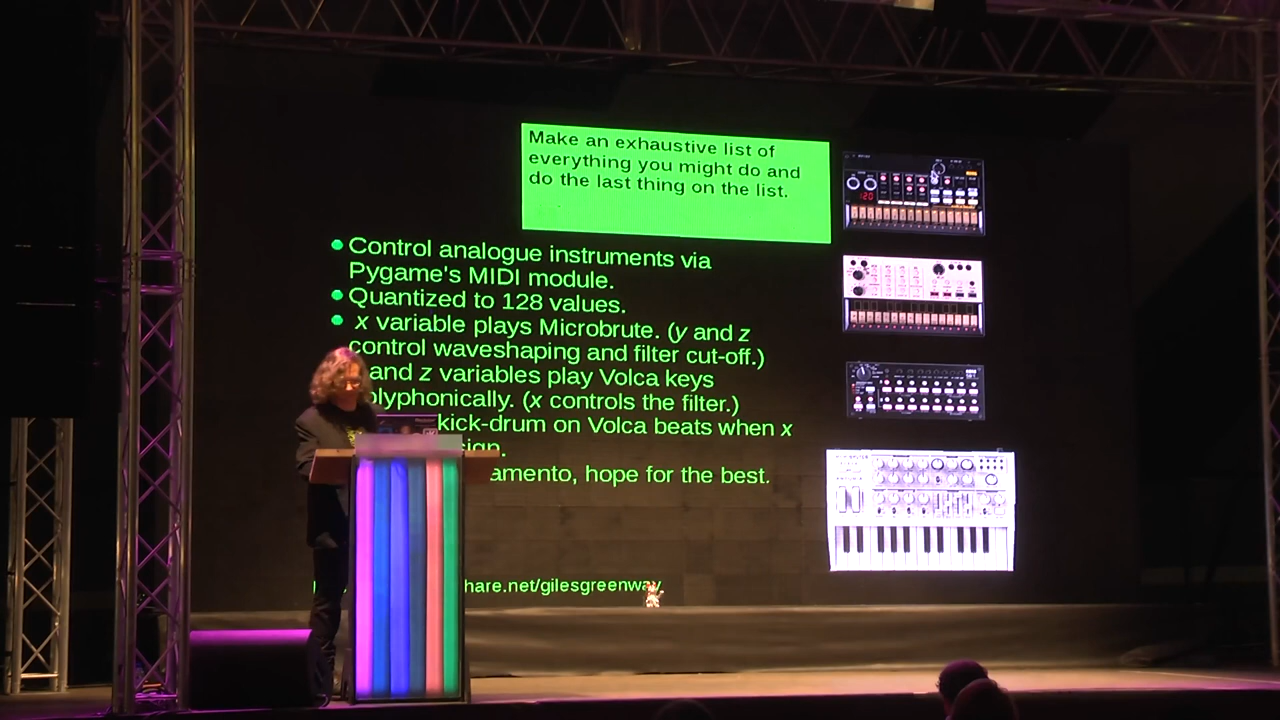 Make an exhaustive list of
everything you might do and
do the last thing on the list.
Control analogue instruments via
Pygame's MIDI module.
Quantized to 128 values.
x variable plays Microbrute. (y and z
control waveshaping and filter cut-off.)
and z variables play Volca keys
olyphonically. (x controls the filter.)
kick-drum on Volca beats when x
sign.
amento, hope for the best.
hare.net/gilesgreenway